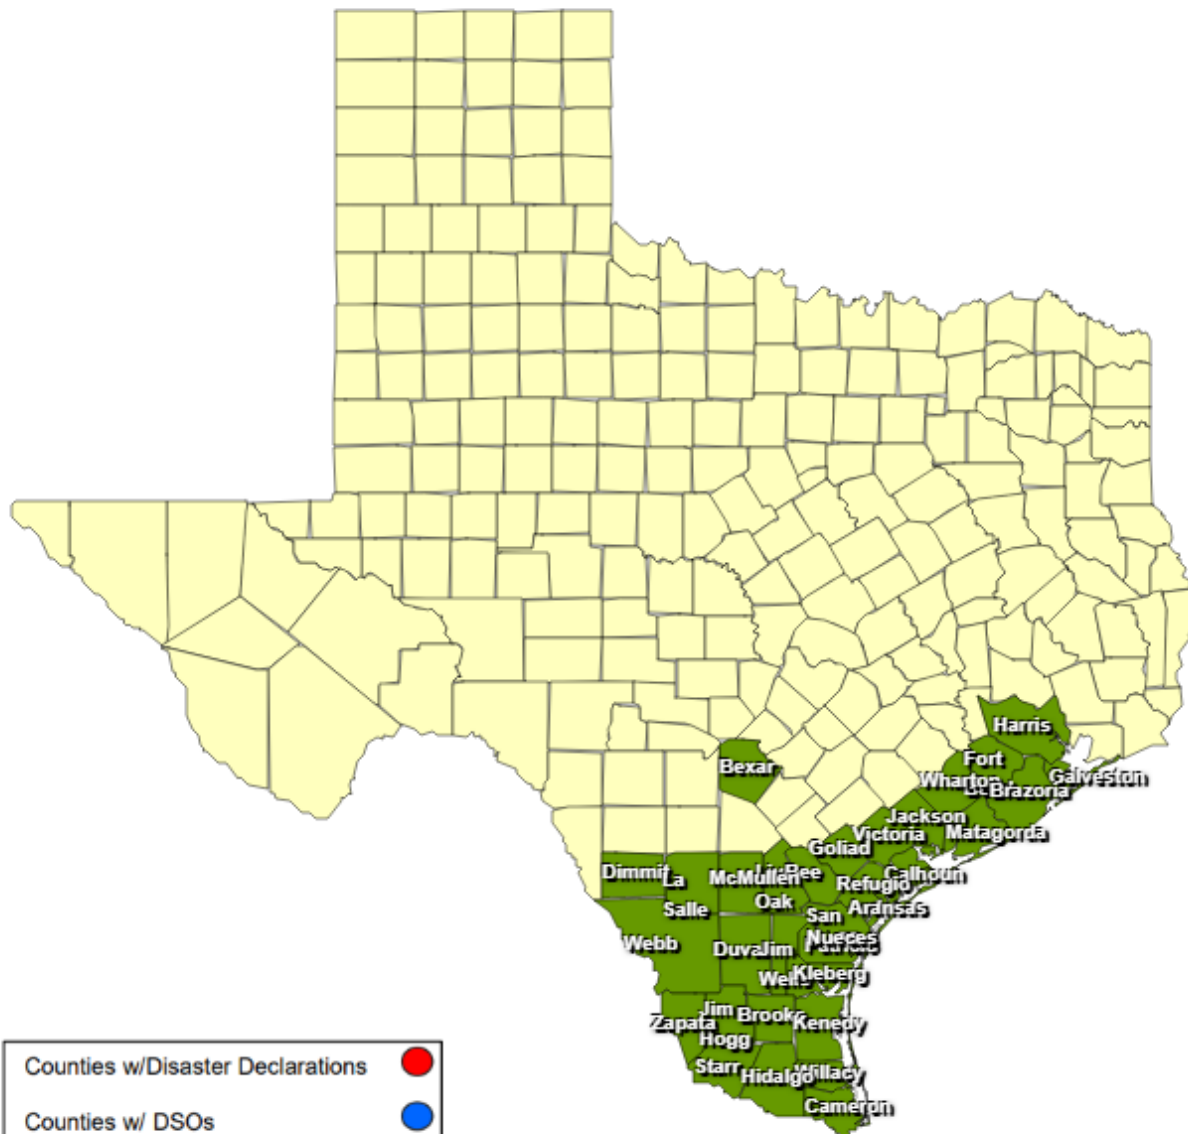 Harris
Fort
Bexar
Galveston
Wharton
Brazoria
Jackson
Victoria
Matagorda
Goliad
Dimmit
La
McMullen
Bee
Calhoun
Refugio
Salle
Oak
San
Aransas
Webb
Nueces
Duval
Jim
Kleberg
Wells
Jim
Brooks
Zapata
Kenedy
Hogg
Starr
Hidalgo
Willacy
Cameron
Counties w/Disaster Declarations
Counties w/ DSOs